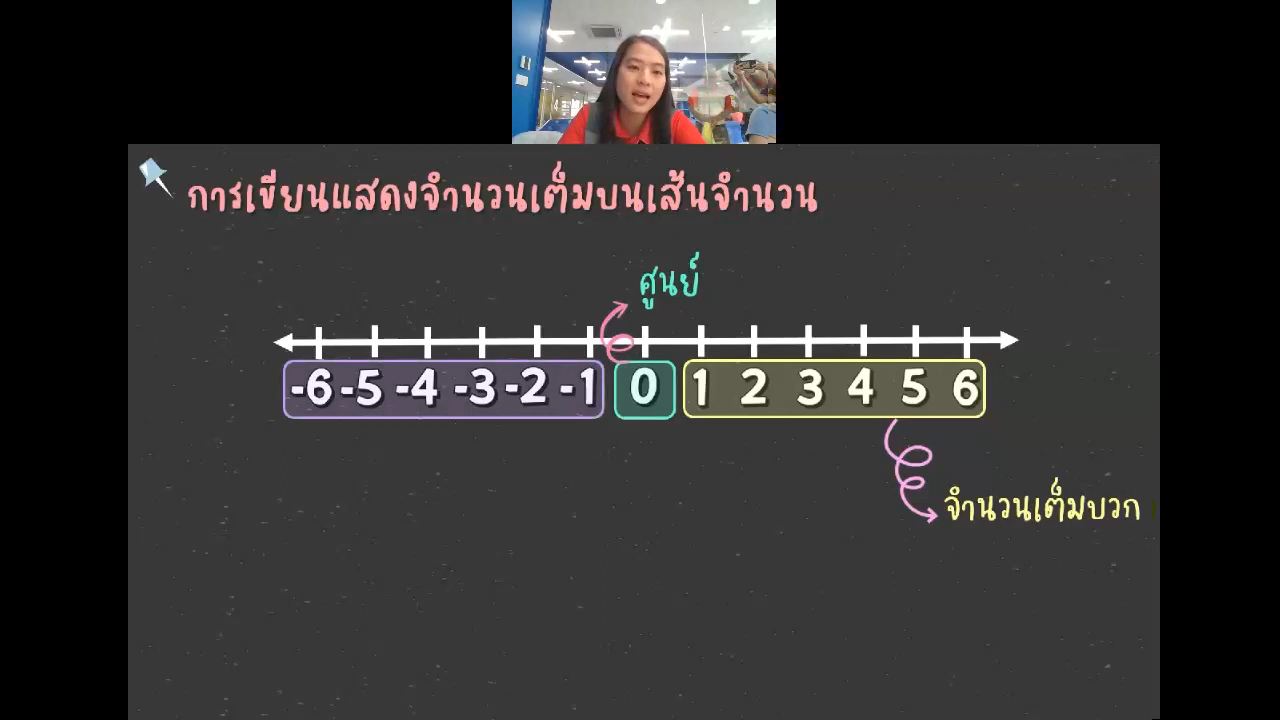 การเขียนแสดงจำนวนเต็มบนเส้นจำนวน
ศูนย์
-6 -5 -4 -3 -2 -1 0 1 2 3 4 5 6
จำนวนเต็มบวก